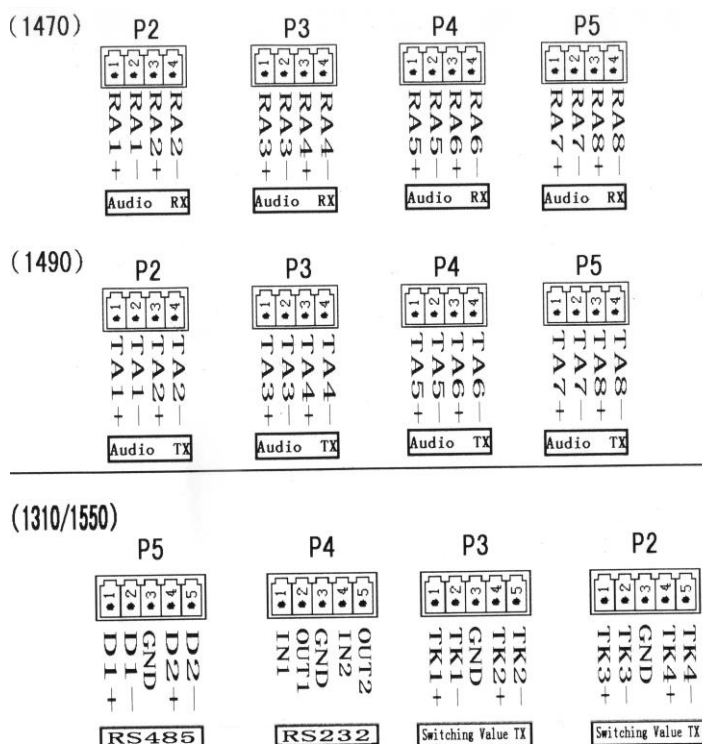 (1470)
P2 P3 P4 P5
1 2 3 4 1 2 3 4 1 2 3 4 1 2 3 4
RA1+ RA1- RA2+ RA2- RA3+ RA3- RA4+ RA4- RA5+ RA5- RA6+ RA6- RA7+ RA7- RA8+ RA8-
Audio RX Audio RX Audio RX Audio RX
(1490)
P2 P3 P4 P5
1 2 3 4 1 2 3 4 1 2 3 4 1 2 3 4
TA1+ TA1- TA2+ TA2- TA3+ TA3- TA4+ TA4- TA5+ TA5- TA6+ TA6- TA7+ TA7- TA8+ TA8-
Audio TX Audio TX Audio TX Audio TX
(1310/1550)
P5 P4 P3 P2
1 2 3 4 5 1 2 3 4 5 1 2 3 4 5 1 2 3 4 5
D1+ D1- GND D2+ D2- IN1 OUT1 GND IN2 OUT2 TK1+ TK1- GND TK2+ TK2- TK3+ TK3- GND TK4+ TK4-
RS485 RS232 Switching Value TX Switching Value TX